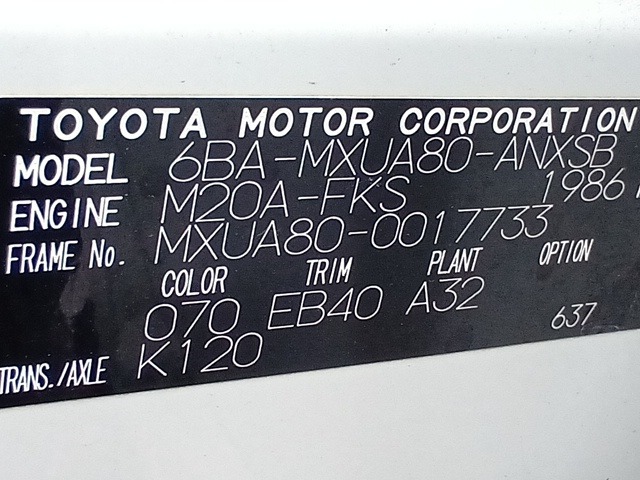 TOYOTA MOTOR CORPORATION
MODEL 6BA-MXUA80-ANXSB
ENGINE M20A-FKS 1986
FRAME No. MXUA80-0017733
COLOR TRIM PLANT OPTION
070 EB40 A32 637
TRANS./AXLE K120